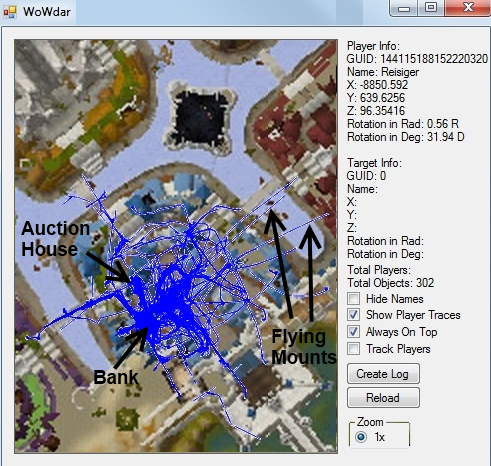 WoWdar
Auction
House
Bank
Flying
Mounts
Player Info:
GUID: 144115188152220320
Name: Reisiger
X: -8850.592
Y: 639.6256
Z: 96.35416
Rotation in Rad: 0.56 R
Rotation in Deg: 31.94 D
Target Info:
GUID: 0
Name:
X:
Y:
Z:
Rotation in Rad:
Rotation in Deg:
Total Players:
Total Objects: 302
Hide Names
Show Player Traces
Always On Top
Track Players
Create Log
Reload
Zoom
1x